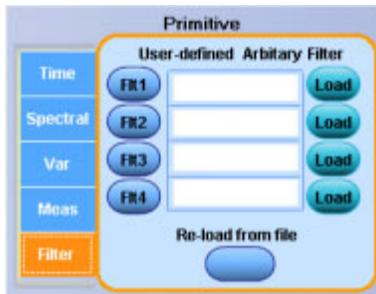 Primitive
User-defined Arbitary Filter
Time
Flt1
Load
Spectral
Flt2
Load
Var
Flt3
Load
Meas
Flt4
Load
Filter
Re-load from file